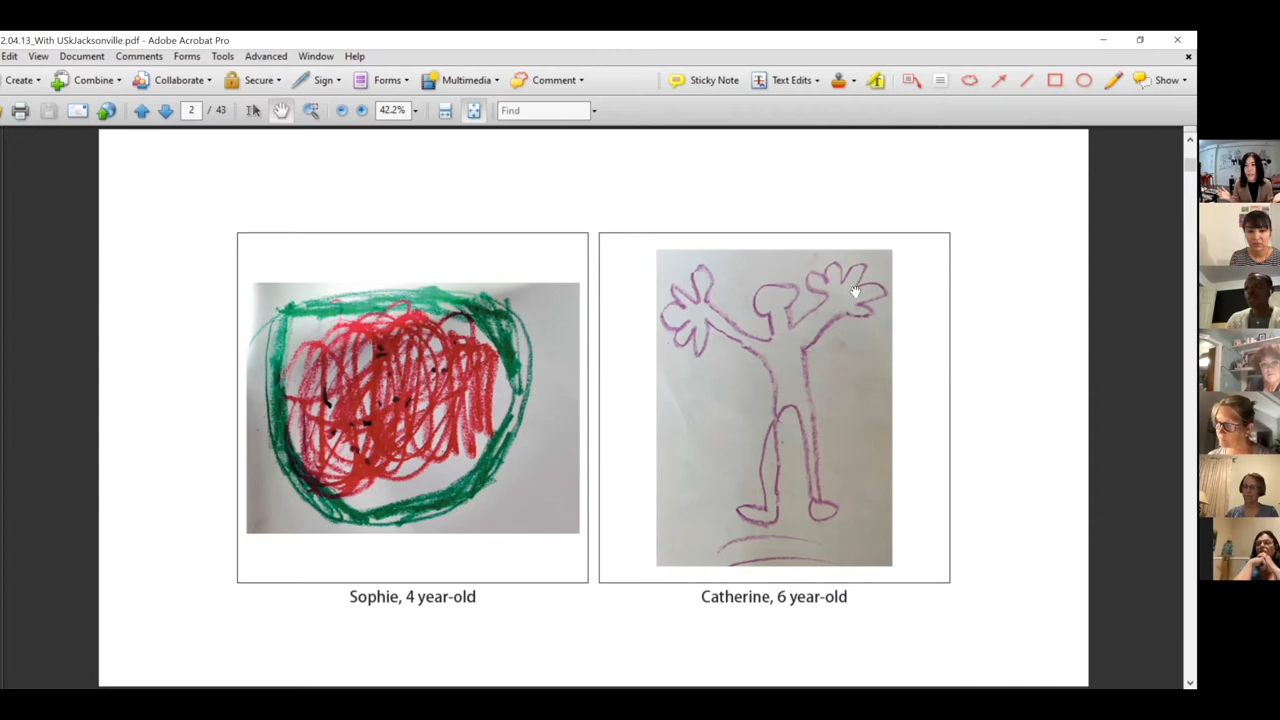 2.04.13_With USkJacksonville.pdf - Adobe Acrobat Pro
Edit View Document Comments Forms Tools Advanced Window Help
Create Combine Collaborate Secure Sign Forms Multimedia Comment Sticky Note Text Edits Show
2 / 43 42.2% Find
Sophie, 4 year-old
Catherine, 6 year-old